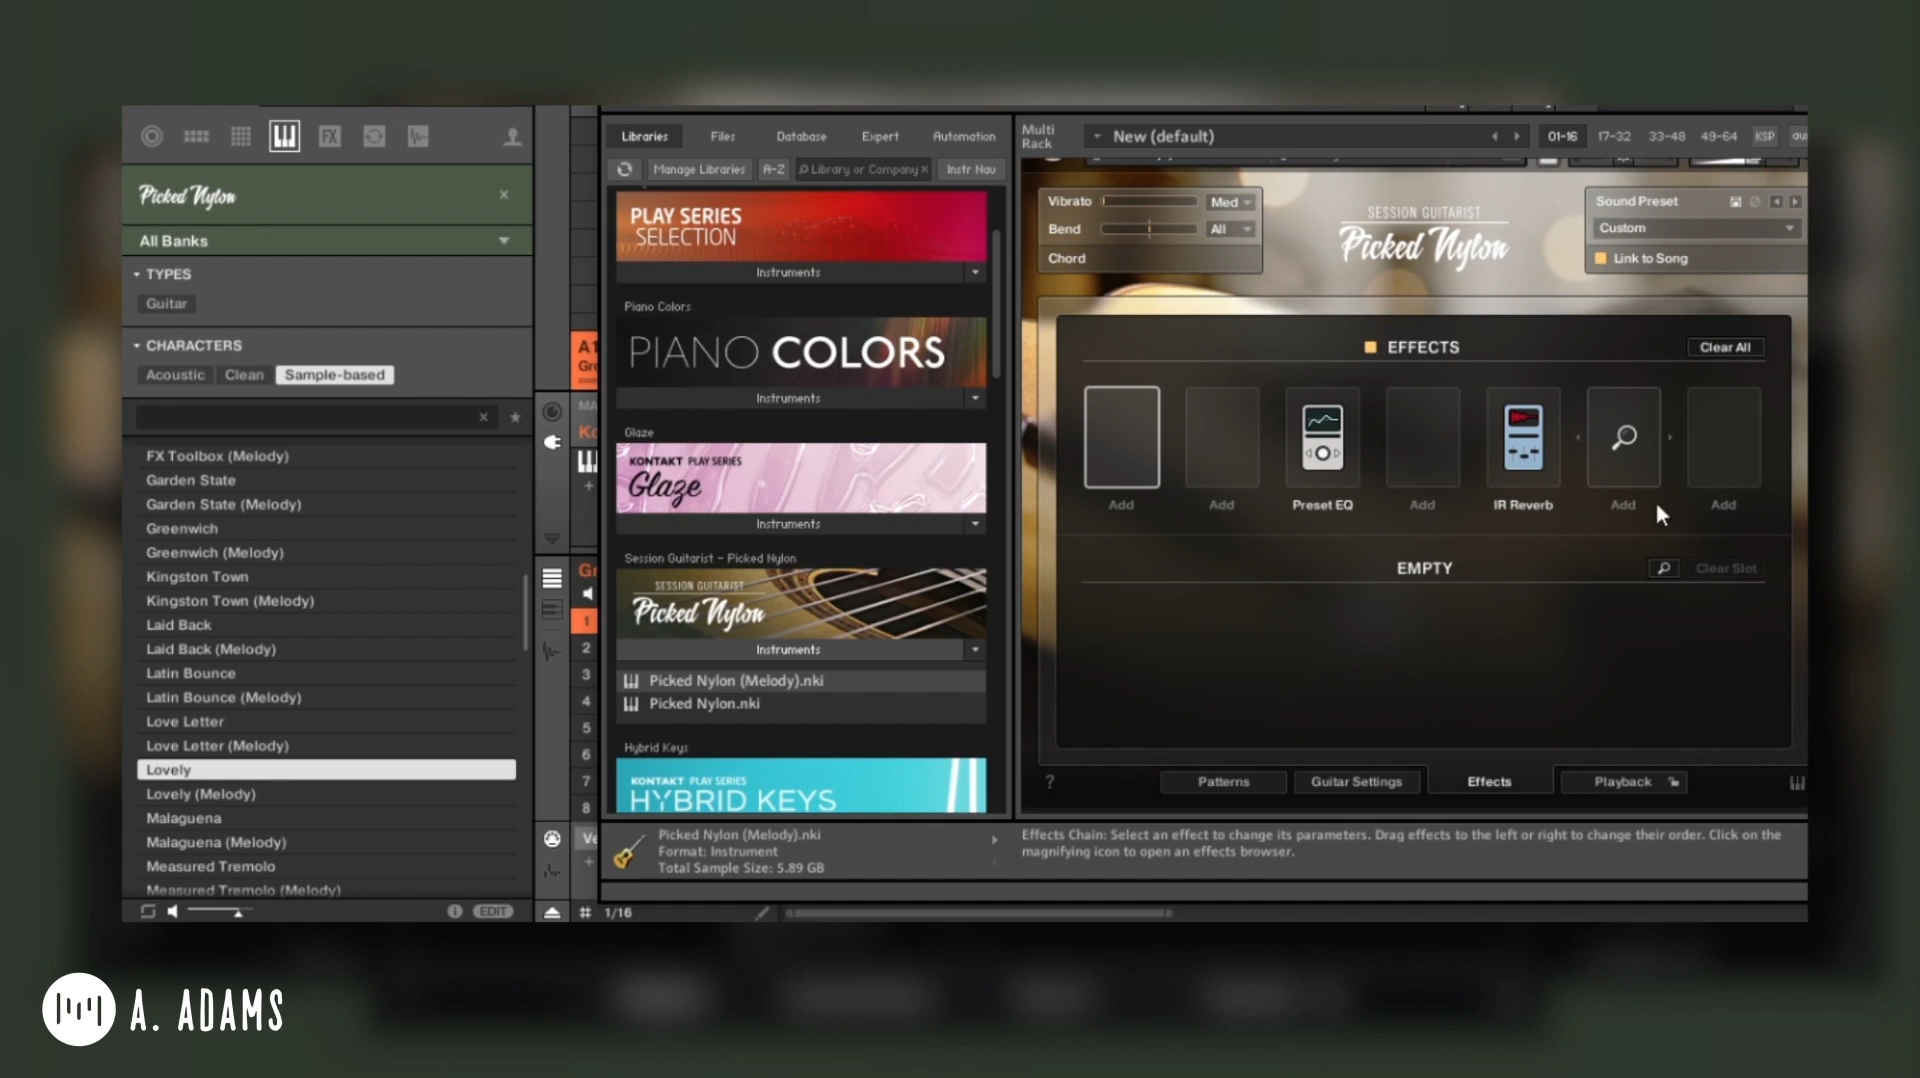 FX
Picked Nylon
All Banks
TYPES
Guitar
CHARACTERS
Acoustic
Clean
Sample-based
FX Toolbox (Melody)
Garden State
Garden State (Melody)
Greenwich
Greenwich (Melody)
Kingston Town
Kingston Town (Melody)
Laid Back
Laid Back (Melody)
Latin Bounce
Latin Bounce (Melody)
Love Letter
Love Letter (Melody)
Lovely
Lovely (Melody)
Malaguena
Malaguena (Melody)
Measured Tremolo
Measured Tremolo (Melody)
EDIT
A1
Gr
1
2
3
4
5
6
7
8
1/16
Libraries
Files
Database
Expert
Automation
Manage Libraries
A-Z
Library or Company
Instr Nav
PLAY SERIES
SELECTION
Instruments
Piano Colors
PIANO COLORS
Instruments
Glaze
KONTAKT PLAY SERIES
Glaze
Instruments
Session Guitarist - Picked Nylon
SESSION GUITARIST
Picked Nylon
Instruments
Picked Nylon (Melody).nki
Picked Nylon.nki
Hybrid Keys
KONTAKT PLAY SERIES
HYBRID KEYS
Picked Nylon (Melody).nki
Format: Instrument
Total Sample Size: 5.89 GB
Multi
Rack
New (default)
01-16
17-32
33-48
49-64
KSP
Vibrato
Med
Bend
All
Chord
SESSION GUITARIST
Picked Nylon
Sound Preset
Custom
Link to Song
EFFECTS
Clear All
Add
Add
Preset EQ
Add
IR Reverb
Add
Add
EMPTY
Clear Slot
?
Patterns
Guitar Settings
Effects
Playback
Effects Chain: Select an effect to change its parameters. Drag effects to the left or right to change their order. Click on the
magnifying icon to open an effects browser.
A. ADAMS